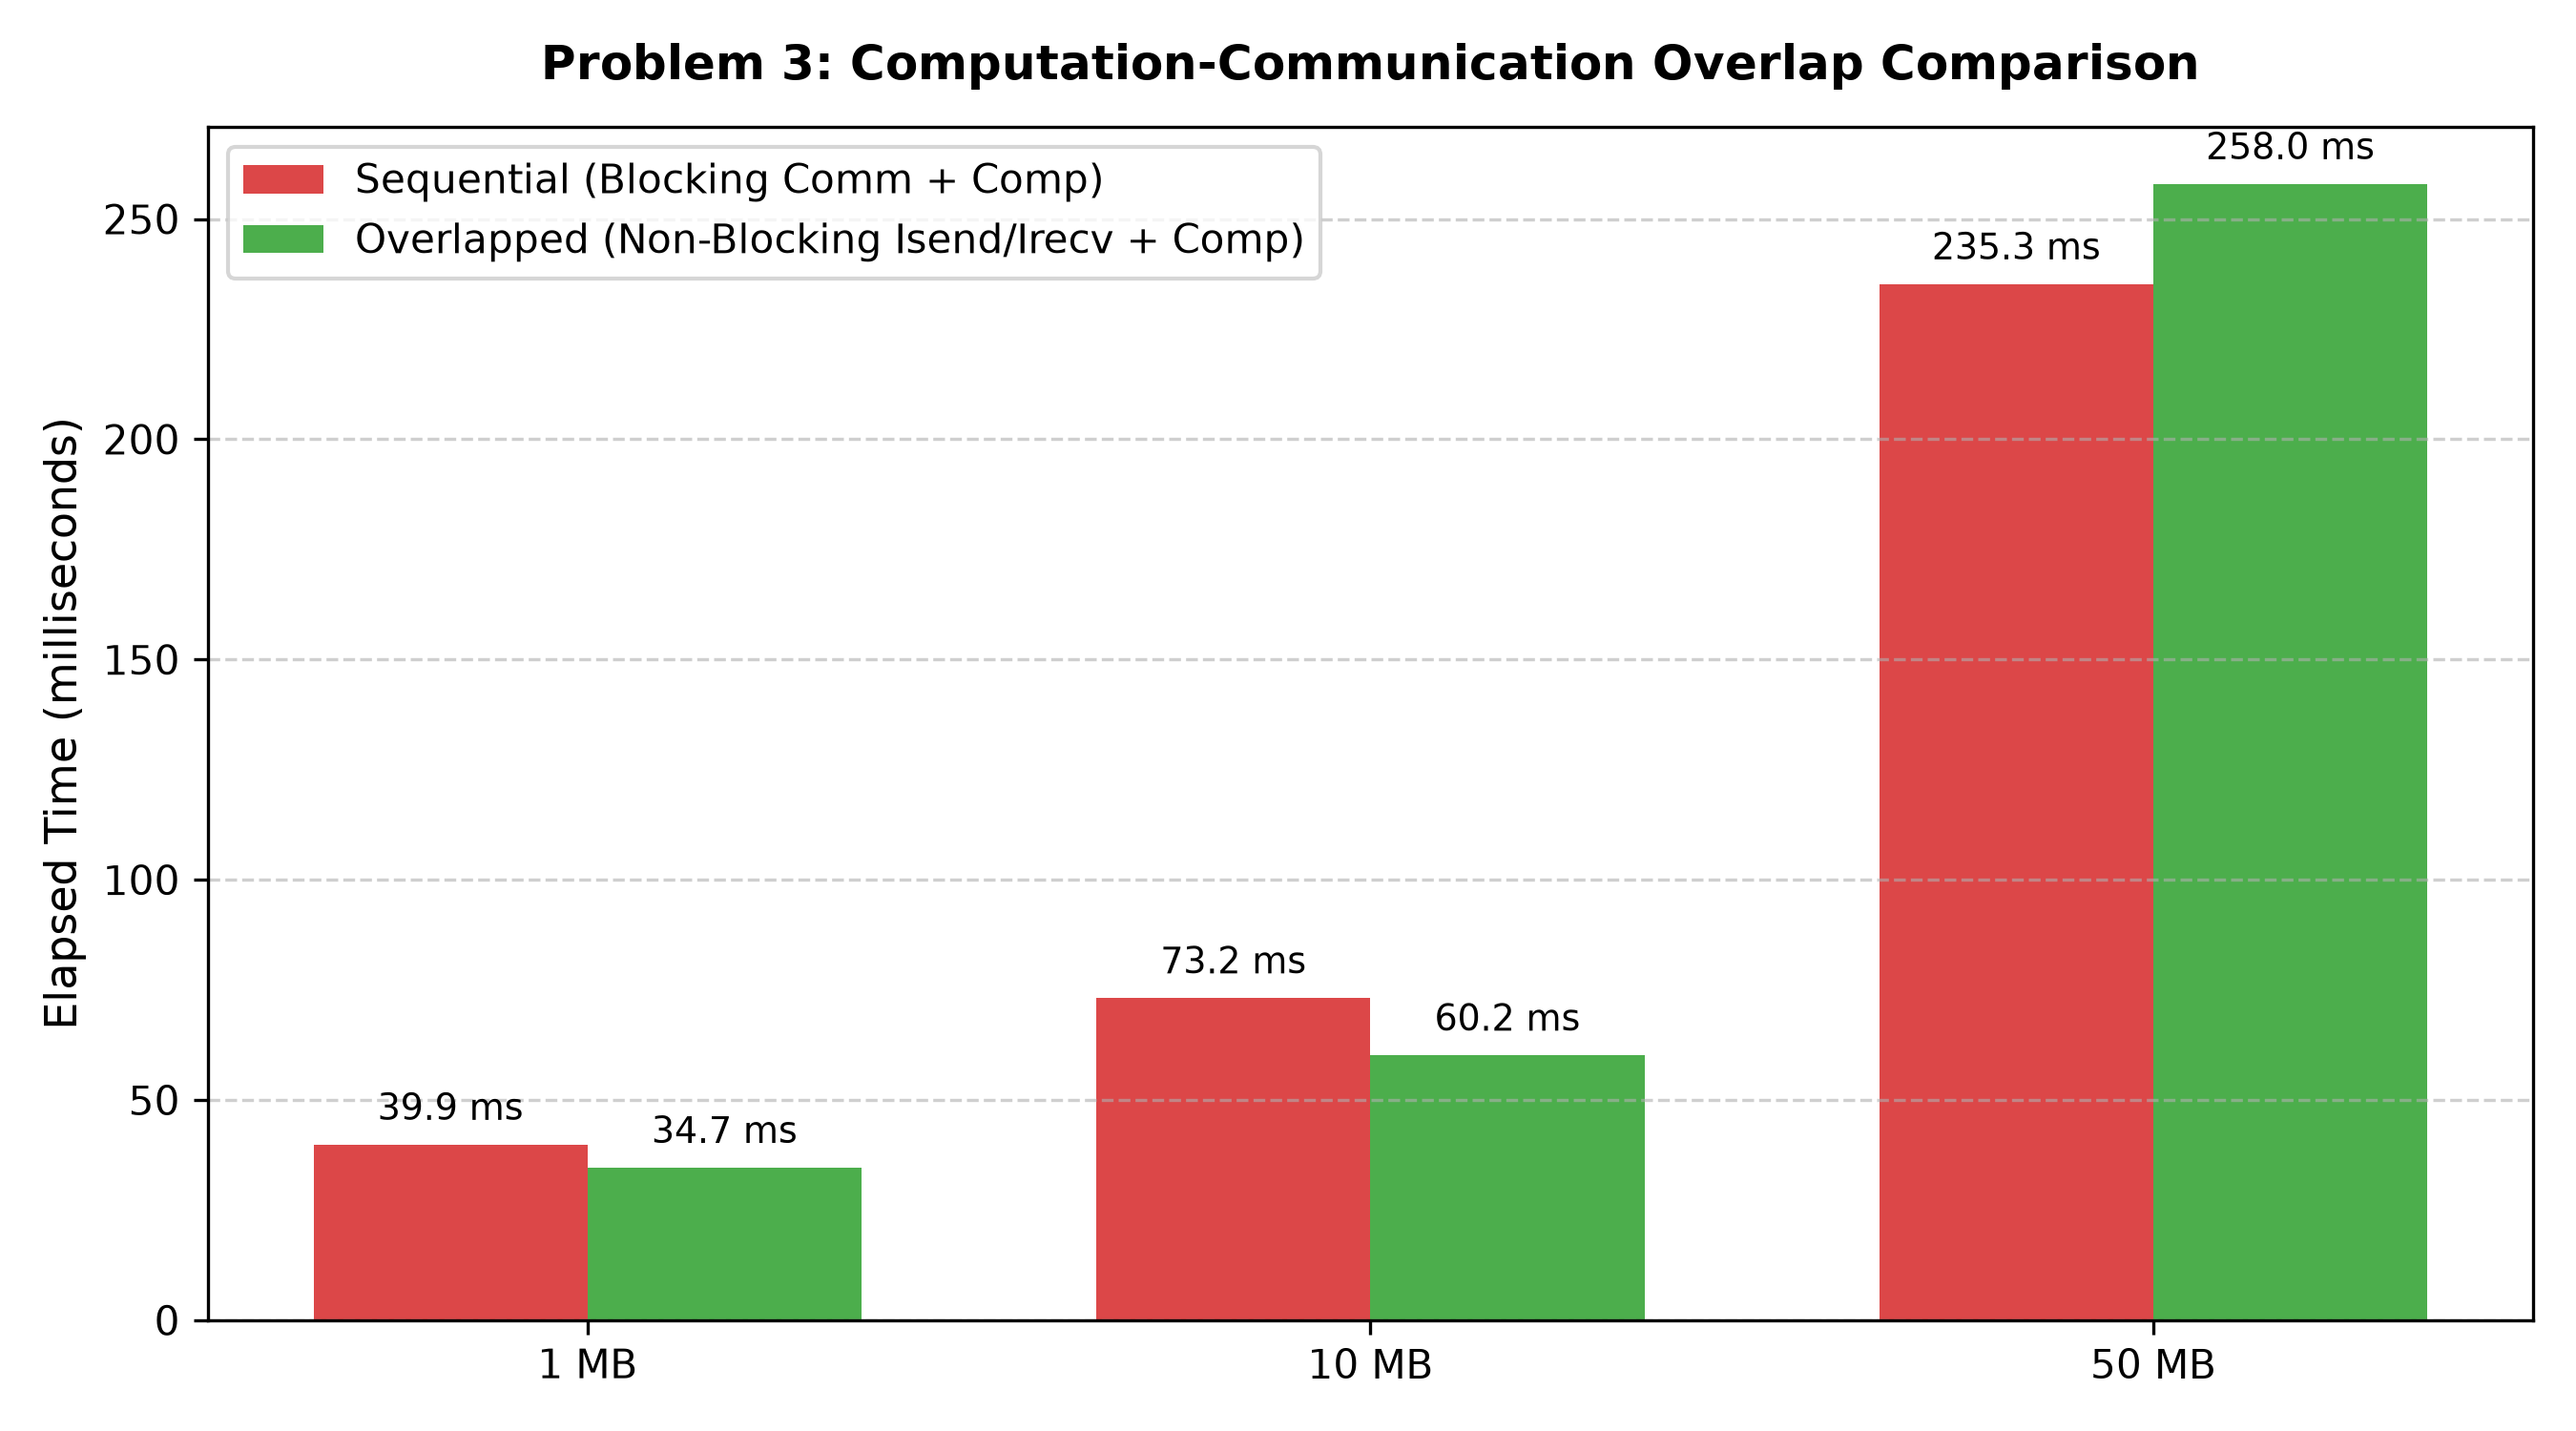 Problem 3: Computation-Communication Overlap Comparison
Sequential (Blocking Comm + Comp)
Overlapped (Non-Blocking Isend/Irecv + Comp)
Elapsed Time (milliseconds)
250
200
150
100
50
0
39.9 ms
34.7 ms
73.2 ms
60.2 ms
235.3 ms
258.0 ms
1 MB
10 MB
50 MB